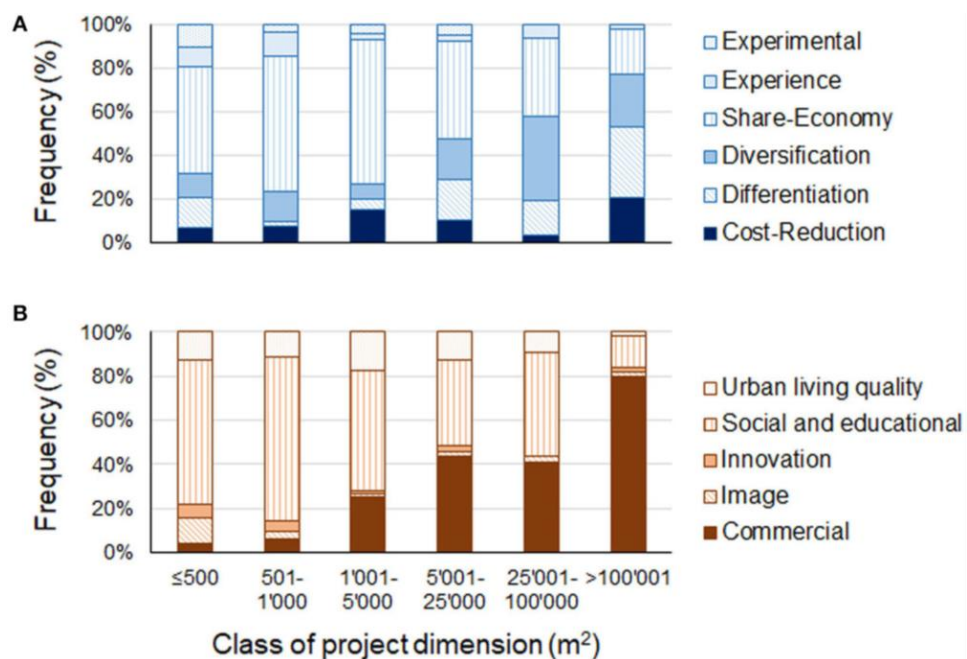 A
Frequency (%)
100%
80%
60%
40%
20%
0%
Experimental
Experience
Share-Economy
Diversification
Differentiation
Cost-Reduction
B
Frequency (%)
100%
80%
60%
40%
20%
0%
Urban living quality
Social and educational
Innovation
Image
Commercial
≤500 501- 1'001- 5'001- 25'001- >100'001
1'000 5'000 25'000 100'000
Class of project dimension (m²)